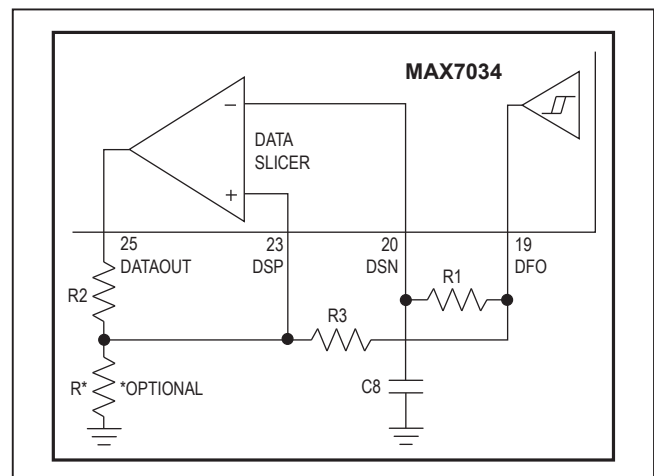 MAX7034
−
DATA
SLICER
+
25
DATAOUT
23
DSP
20
DSN
19
DFO
R1
R2
R3
R*
*OPTIONAL
C8